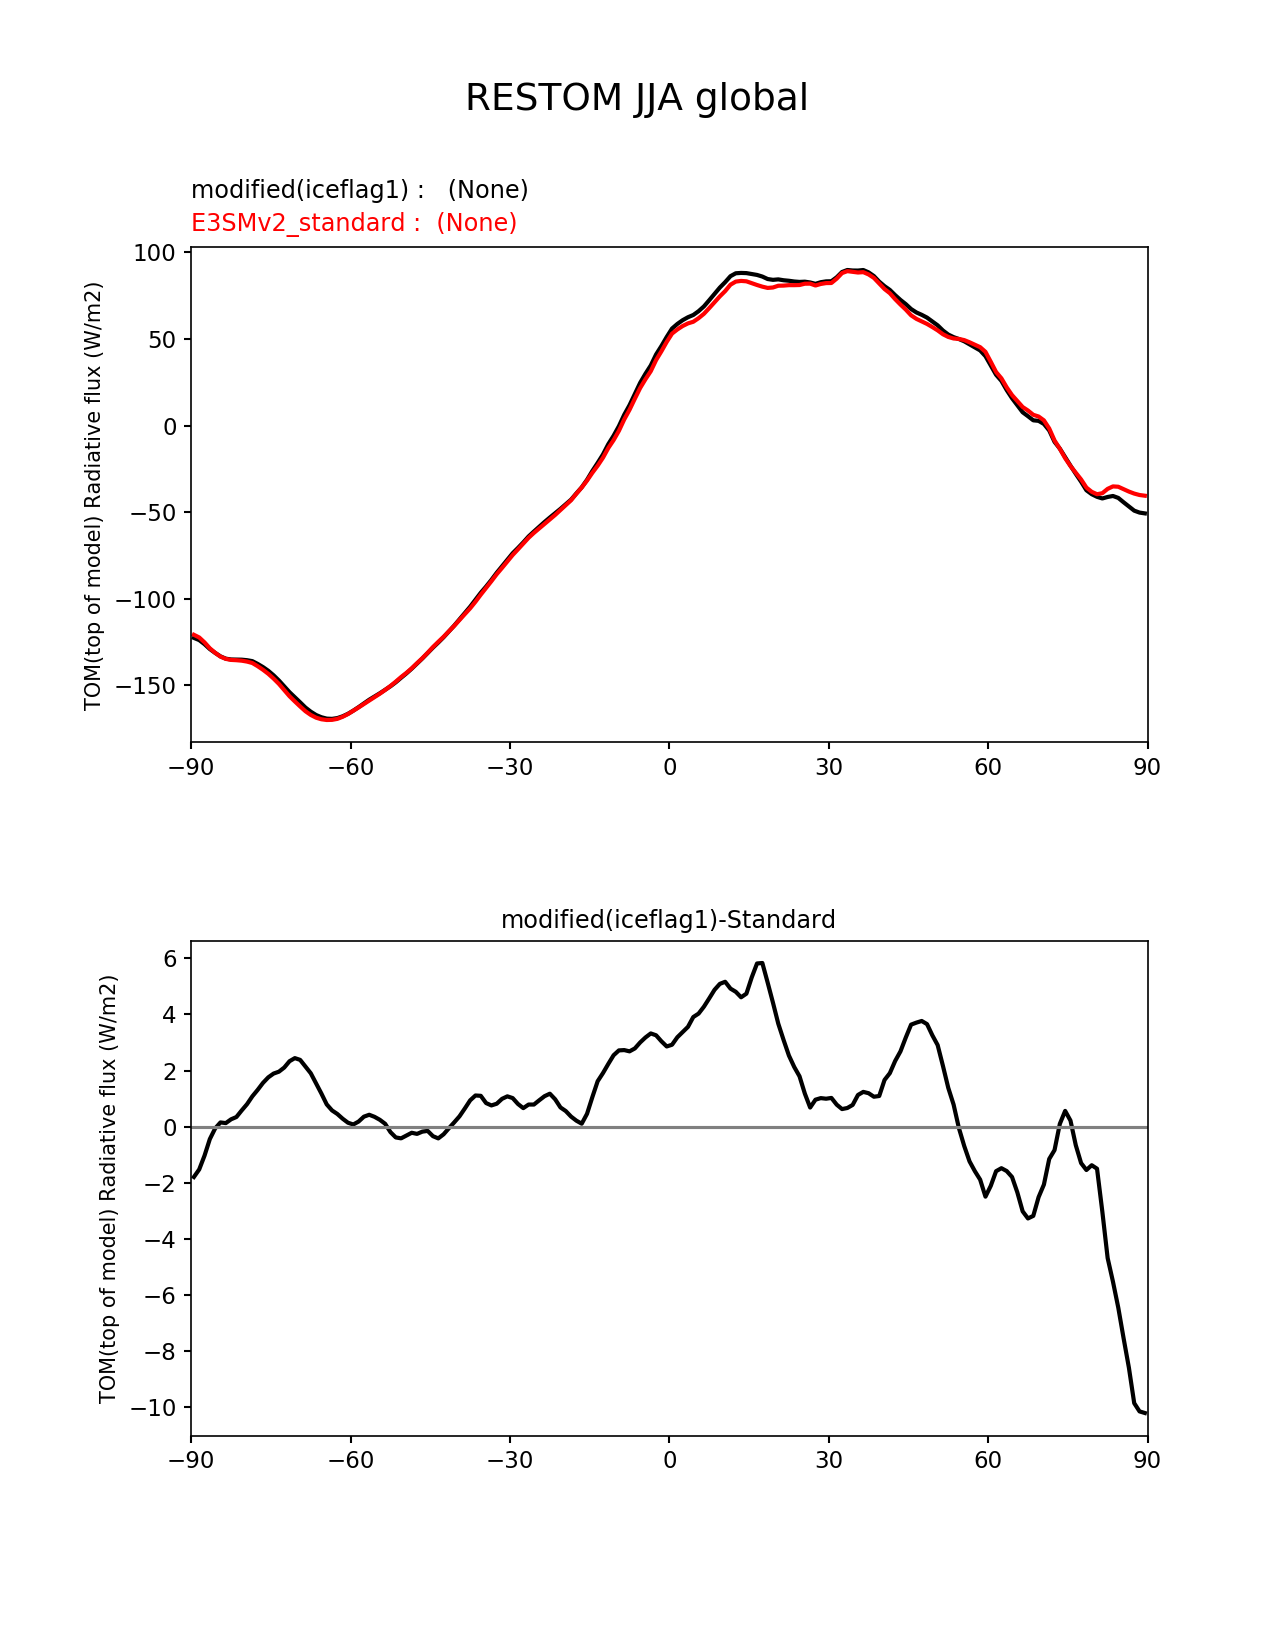 RESTOM JJA global
modified(iceflag1) :   (None)
E3SMv2_standard :  (None)
TOM(top of model) Radiative flux (W/m2)
100
50
0
−50
−100
−150
−90 −60 −30 0 30 60 90
modified(iceflag1)-Standard
TOM(top of model) Radiative flux (W/m2)
6
4
2
0
−2
−4
−6
−8
−10
−90 −60 −30 0 30 60 90